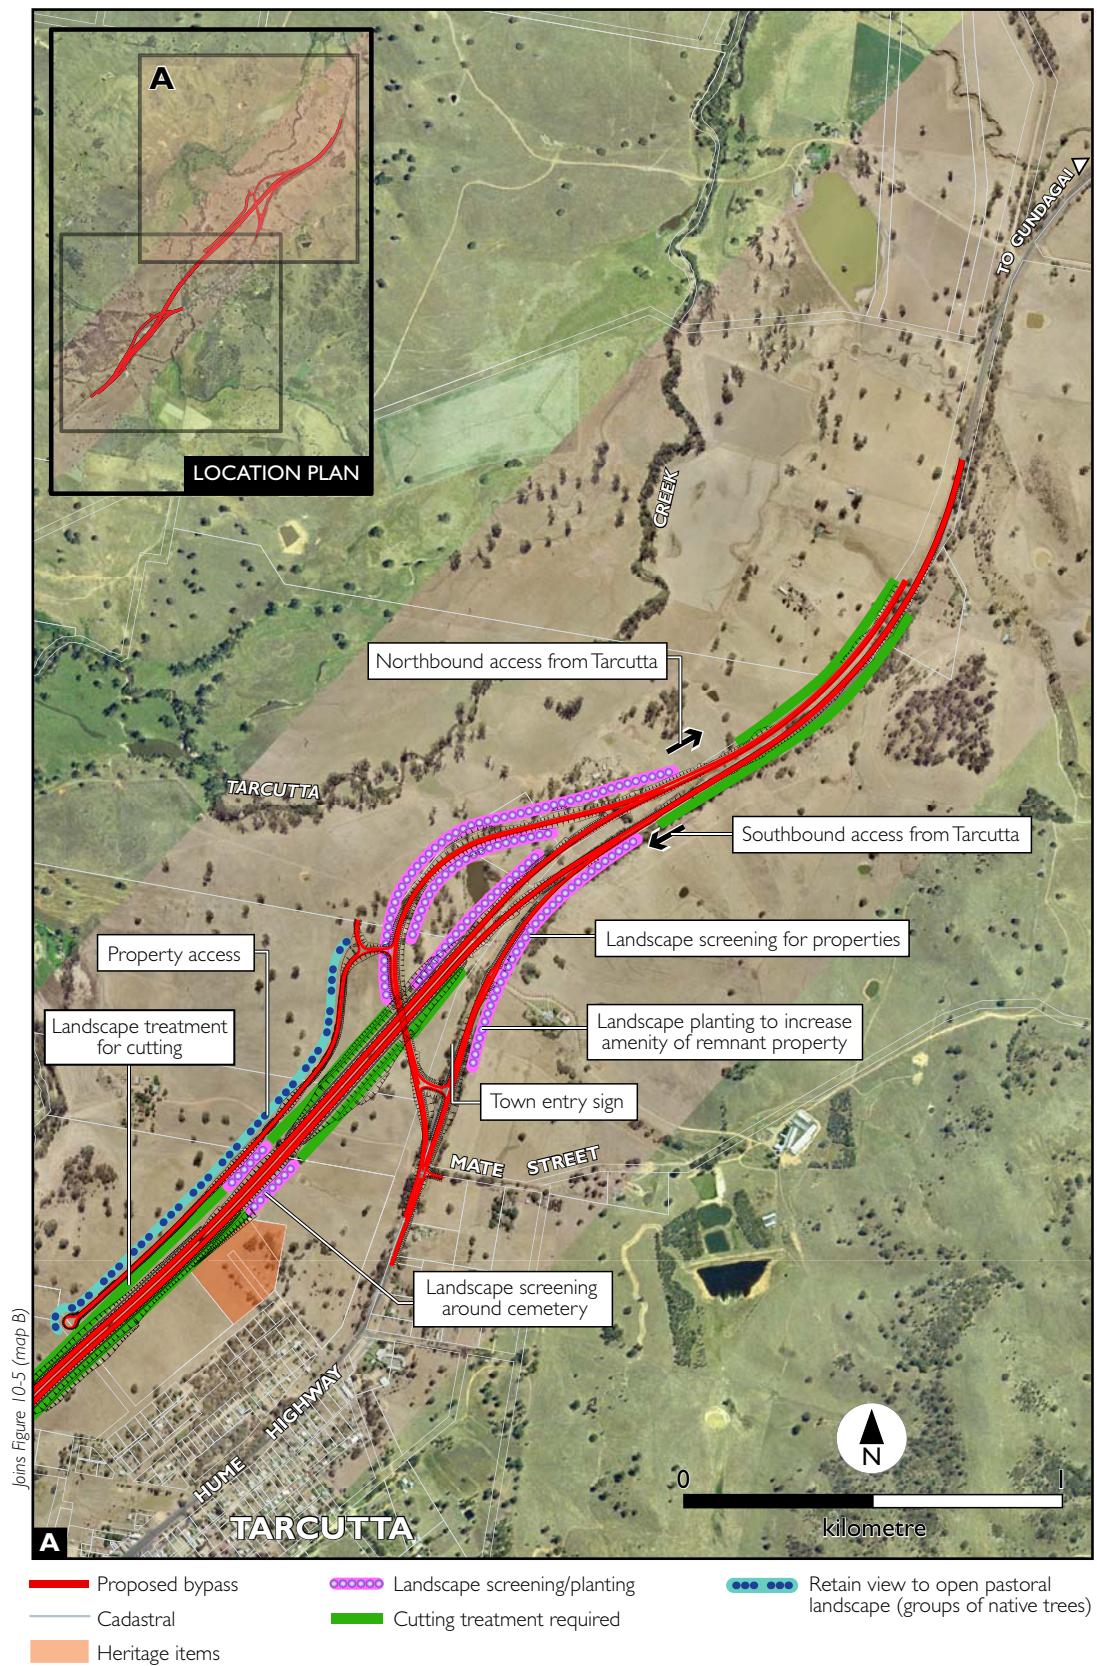 A
LOCATION PLAN
TO GUNDAGAI
CREEK
Northbound access from Tarcutta
TARCUTTA
Southbound access from Tarcutta
Landscape screening for properties
Property access
Landscape treatment
for cutting
Landscape planting to increase
amenity of remnant property
Town entry sign
MATE STREET
Landscape screening
around cemetery
Joins Figure 10-5 (map B)
HUME HIGHWAY
TARCUTTA
N
0 1
kilometre
A
Proposed bypass
Cadastral
Heritage items
Landscape screening/planting
Cutting treatment required
Retain view to open pastoral
landscape (groups of native trees)